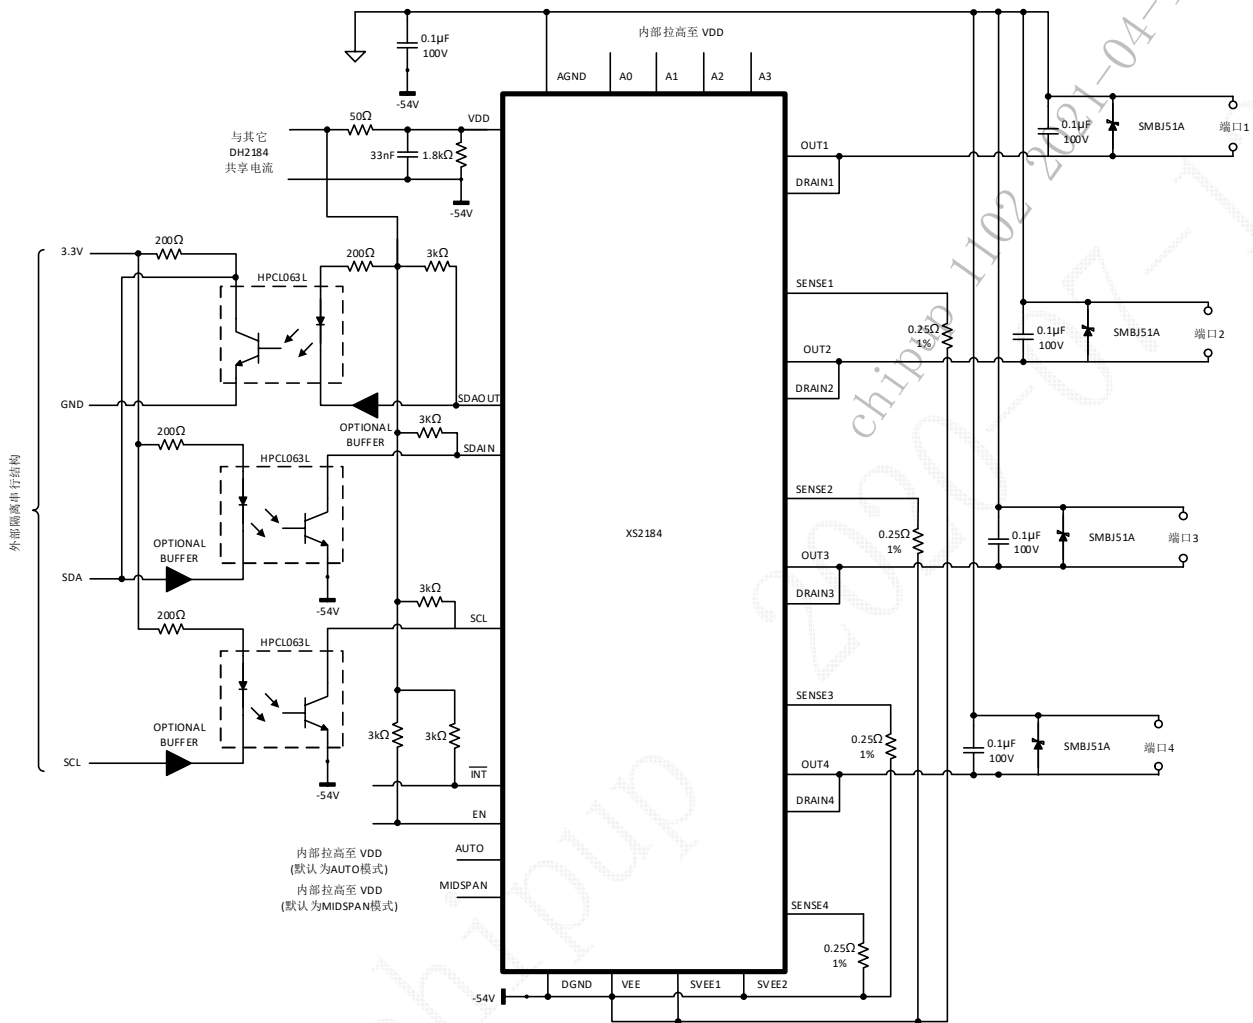 内部拉高至 VDD
0.1μF
100V
-54V
AGND
A0
A1
A2
A3
50Ω
VDD
与其它
DH2184
共享电流
33nF
1.8kΩ
-54V
OUT1
DRAIN1
0.1μF
100V
SMBJ51A
端口1
3.3V
200Ω
HPCL063L
200Ω
3kΩ
SENSE1
0.25Ω
1%
OUT2
DRAIN2
0.1μF
100V
SMBJ51A
端口2
GND
OPTIONAL
BUFFER
SDAOUT
3KΩ
SDAIN
200Ω
HPCL063L
外部隔离串行结构
XS2184
SENSE2
0.25Ω
1%
OUT3
DRAIN3
0.1μF
100V
SMBJ51A
端口3
OPTIONAL
BUFFER
SDA
-54V
3kΩ
SCL
200Ω
HPCL063L
OPTIONAL
BUFFER
SCL
-54V
3kΩ
3kΩ
INT
EN
SENSE3
0.25Ω
1%
OUT4
DRAIN4
0.1μF
100V
SMBJ51A
端口4
内部拉高至 VDD
(默认为AUTO模式)
AUTO
内部拉高至 VDD
(默认为MIDSPAN模式)
MIDSPAN
SENSE4
0.25Ω
1%
-54V
DGND
VEE
SVEE1
SVEE2
chipup 1102 2021-04-
chipup
2020-07-1